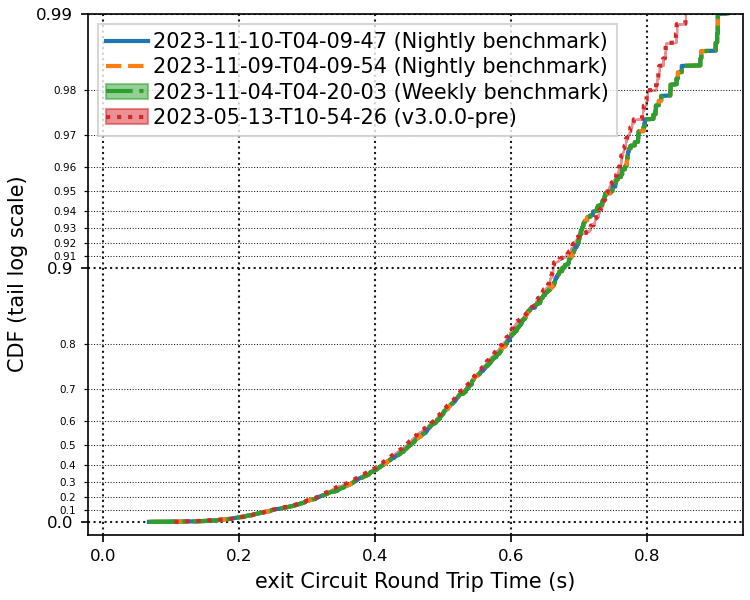 0.99
2023-11-10-T04-09-47 (Nightly benchmark)
2023-11-09-T04-09-54 (Nightly benchmark)
2023-11-04-T04-20-03 (Weekly benchmark)
2023-05-13-T10-54-26 (v3.0.0-pre)
0.98
0.97
0.96
0.95
0.94
0.93
0.92
0.91
0.9
0.8
0.7
0.6
0.5
0.4
0.3
0.2
0.1
0.0
CDF (tail log scale)
0.0 0.2 0.4 0.6 0.8
exit Circuit Round Trip Time (s)